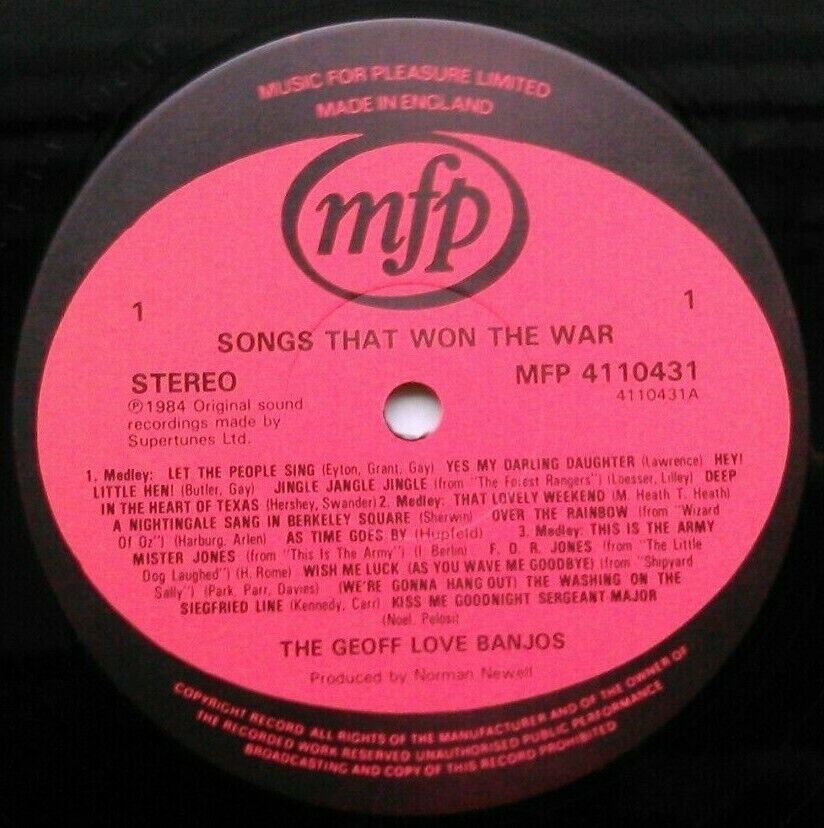 MUSIC FOR PLEASURE LIMITED
MADE IN ENGLAND
mfp
1 1
SONGS THAT WON THE WAR
STEREO MFP 4110431
℗1984 Original sound 4110431A
recordings made by
Supertunes Ltd.
1. Medley: LET THE PEOPLE SING (Eyton, Grant, Gay) YES MY DARLING DAUGHTER (Lawrence) HEY!
LITTLE HEN! (Butler, Gay) JINGLE JANGLE JINGLE (from "The Forest Rangers") (Loesser, Lilley) DEEP
IN THE HEART OF TEXAS (Hershey, Swander) 2. Medley: THAT LOVELY WEEKEND (M. Heath T. Heath)
A NIGHTINGALE SANG IN BERKELEY SQUARE (Sherwin) OVER THE RAINBOW (from "Wizard
Of Oz") (Harburg, Arlen) AS TIME GOES BY (Hupfeld) 3. Medley: THIS IS THE ARMY
MISTER JONES (from "This Is The Army") (I. Berlin) F. D. R. JONES (from "The Little
Dog Laughed") (H. Rome) WISH ME LUCK (AS YOU WAVE ME GOODBYE) (from "Shipyard
Sally") (Park, Parr, Davies) (WE'RE GONNA HANG OUT) THE WASHING ON THE
SIEGFRIED LINE (Kennedy, Carr) KISS ME GOODNIGHT SERGEANT MAJOR
(Noel, Pelosi)
THE GEOFF LOVE BANJOS
Produced by Norman Newell
COPYRIGHT RECORD ALL RIGHTS OF THE MANUFACTURER AND OF THE OWNER OF
THE RECORDED WORK RESERVED UNAUTHORISED PUBLIC PERFORMANCE
BROADCASTING AND COPY OF THIS RECORD PROHIBITED